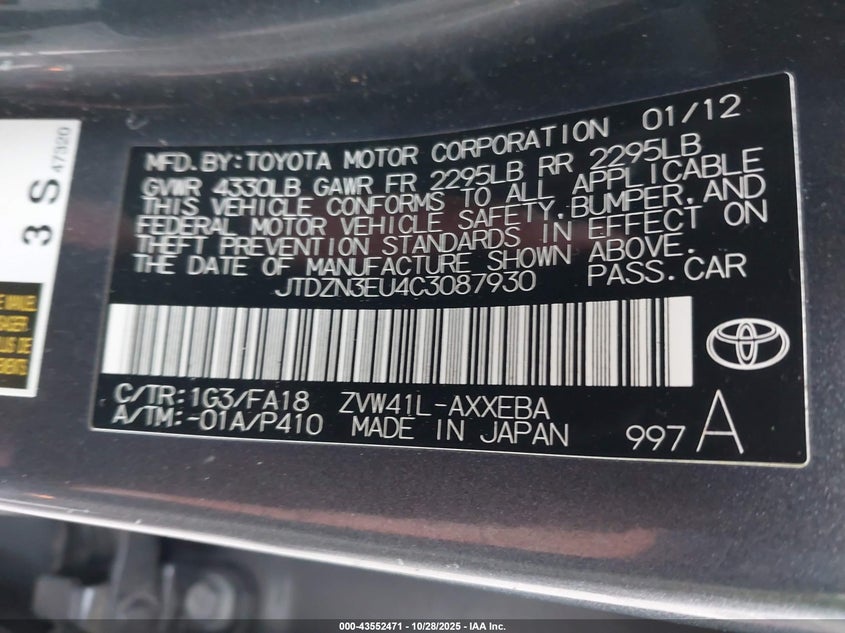 MFD.BY:TOYOTA MOTOR CORPORATION 01/12
GVWR 4330LB GAWR FR 2295LB RR 2295LB
THIS VEHICLE CONFORMS TO ALL APPLICABLE
FEDERAL MOTOR VEHICLE SAFETY,BUMPER,AND
THEFT PREVENTION STANDARDS IN EFFECT ON
THE DATE OF MANUFACTURE SHOWN ABOVE.
JTDZN3EU4C3087930 PASS.CAR
C/TR:1G3/FA18 ZVW41L-AXXEBA
A/TM:-01A/P410 MADE IN JAPAN 997 A
3 S 47320
000-43552471 | 10/28/2025 - IAA Inc.